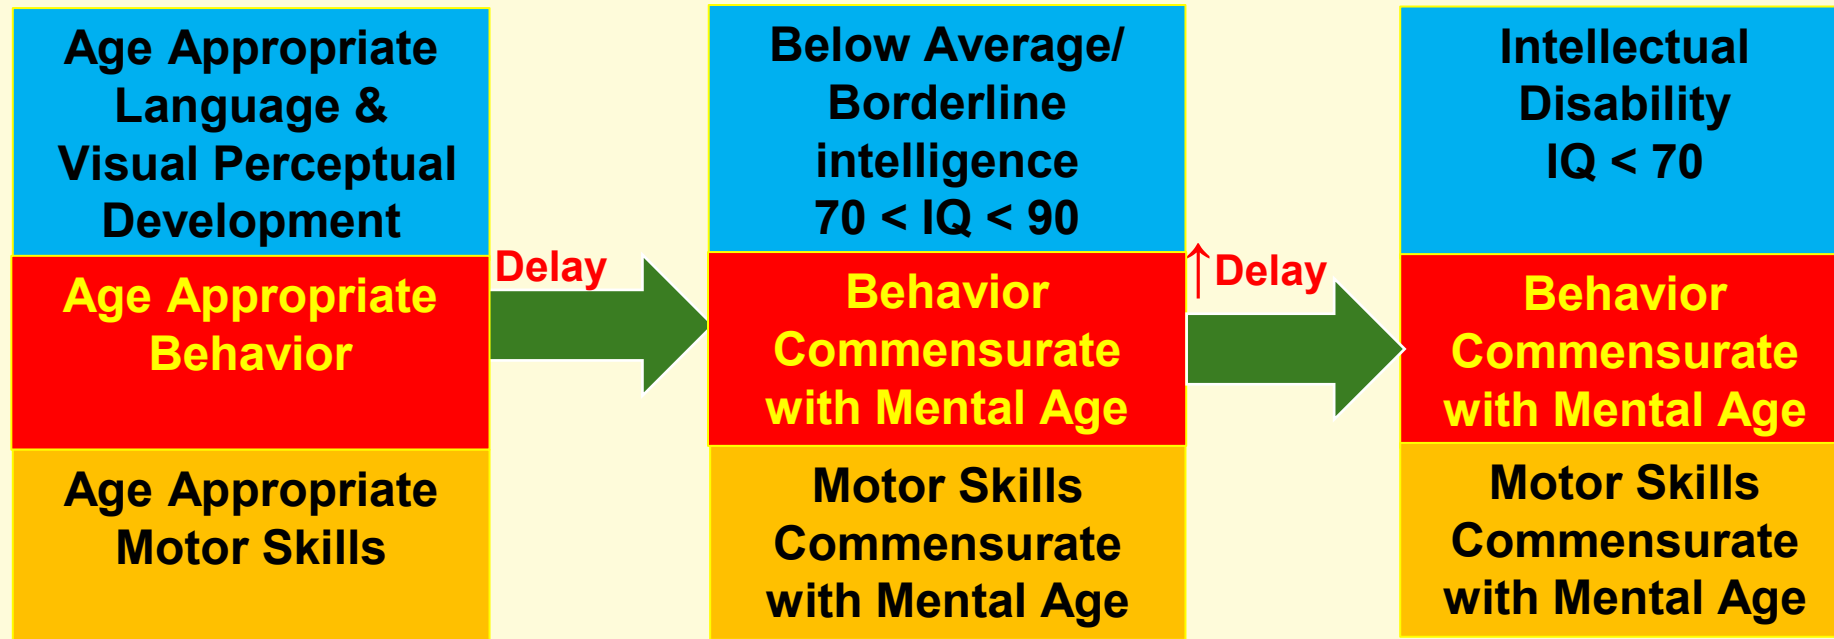 Age Appropriate
Language &
Visual Perceptual
Development
Age Appropriate
Behavior
Age Appropriate
Motor Skills
Delay
Below Average/
Borderline
intelligence
70 < IQ < 90
Behavior
Commensurate
with Mental Age
Motor Skills
Commensurate
with Mental Age
↑Delay
Intellectual
Disability
IQ < 70
Behavior
Commensurate
with Mental Age
Motor Skills
Commensurate
with Mental Age